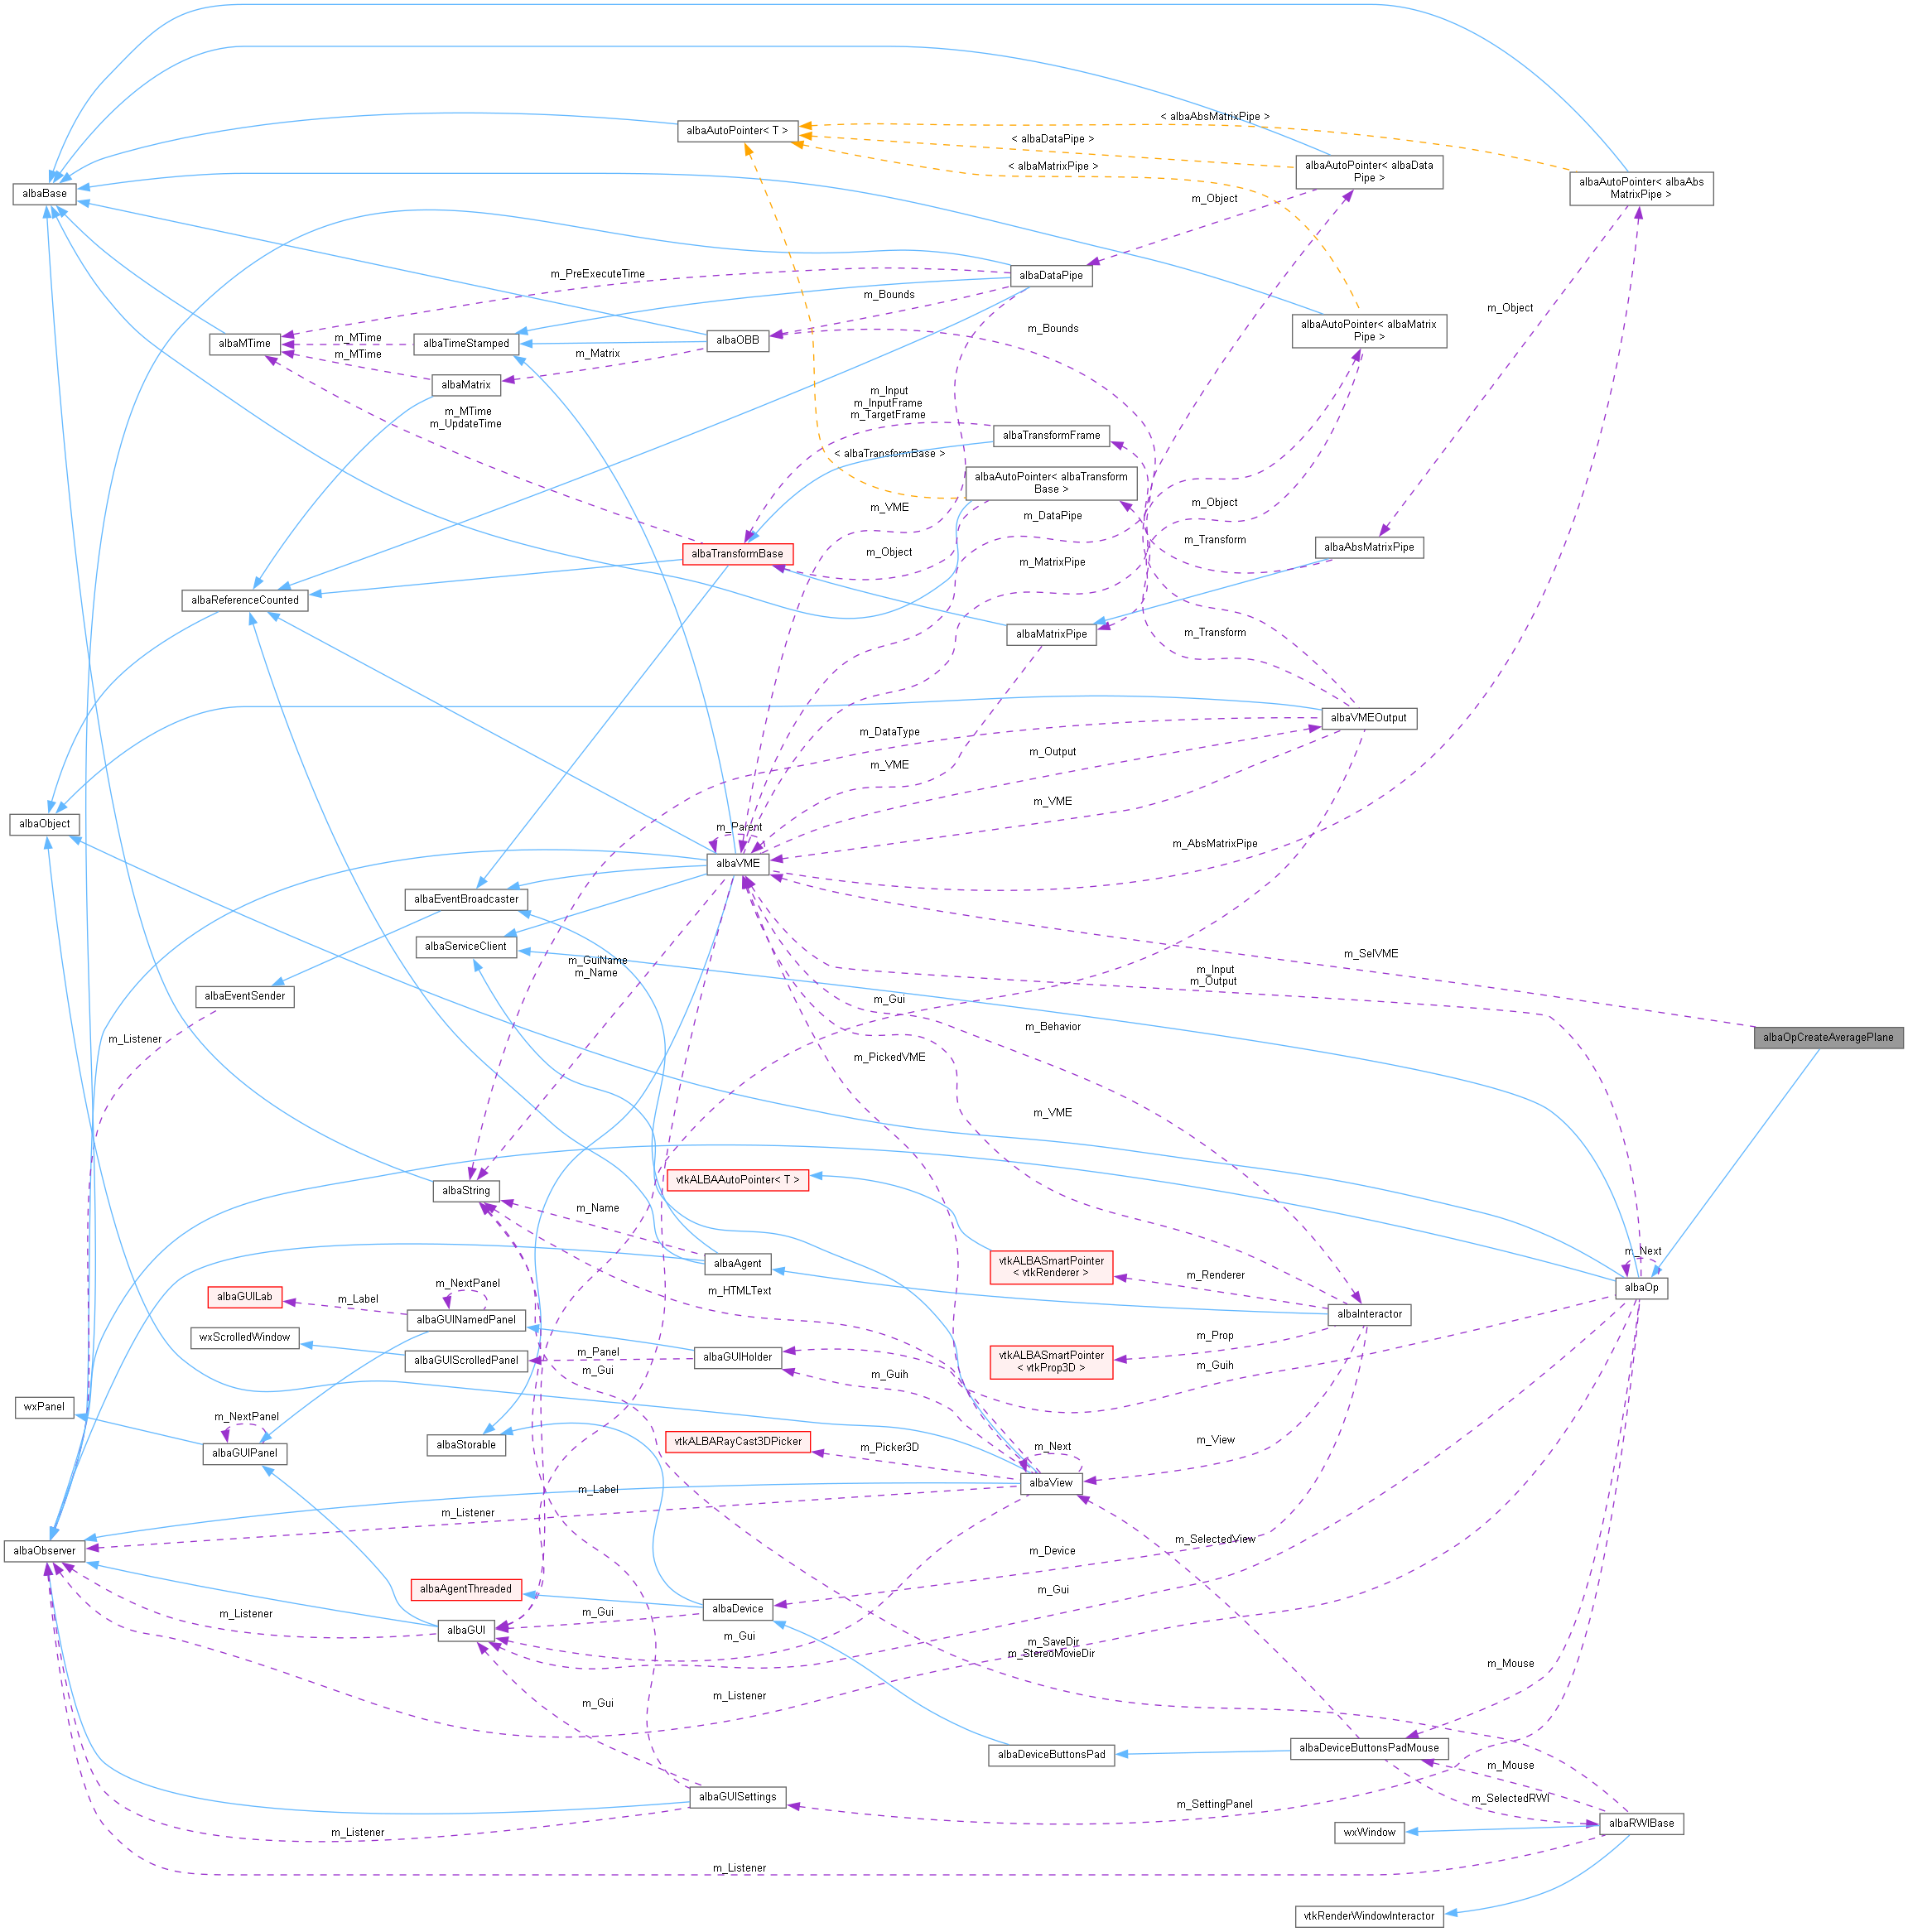 < albaAbsMatrixPipe >
albaAutoPointer< T >
< albaDataPipe >
< albaMatrixPipe >
albaAutoPointer< albaData
Pipe >
albaAutoPointer< albaAbs
MatrixPipe >
albaBase
m_Object
m_PreExecuteTime
albaDataPipe
m_Bounds
m_Object
albaMTime
m_MTime
m_MTime
albaTimeStamped
albaOBB
m_Bounds
albaAutoPointer< albaMatrix
Pipe >
m_Matrix
albaMatrix
m_MTime
m_UpdateTime
m_Input
m_InputFrame
m_TargetFrame
albaTransformFrame
< albaTransformBase >
albaAutoPointer< albaTransform
Base >
m_VME
m_DataPipe
m_Object
m_Transform
albaAbsMatrixPipe
albaTransformBase
m_Object
m_MatrixPipe
albaReferenceCounted
albaMatrixPipe
m_Transform
albaVMEOutput
m_DataType
m_Output
m_VME
m_VME
albaObject
m_Parent
m_AbsMatrixPipe
albaVME
albaEventBroadcaster
albaServiceClient
m_SelVME
m_GuiName
m_Name
m_Input
m_Output
albaEventSender
m_Gui
m_Behavior
m_Listener
albaOpCreateAveragePlane
m_PickedVME
m_VME
albaString
vtkALBAAutoPointer< T >
m_Name
albaAgent
vtkALBASmartPointer
< vtkRenderer >
m_Renderer
m_Next
albaOp
albaGUILab
m_Label
m_NextPanel
albaGUINamedPanel
m_HTMLText
albaInteractor
wxScrolledWindow
albaGUIScrolledPanel
m_Panel
m_Gui
albaGUIHolder
m_Guih
vtkALBASmartPointer
< vtkProp3D >
m_Prop
m_Guih
wxPanel
m_NextPanel
albaGUIPanel
albaStorable
vtkALBARayCast3DPicker
m_Picker3D
m_Next
m_View
albaView
m_Label
m_Listener
albaObserver
m_Device
m_SelectedView
albaAgentThreaded
m_Gui
albaDevice
m_Gui
m_Listener
albaGUI
m_Gui
m_SaveDir
m_StereoMovieDir
m_Mouse
m_Gui
m_Listener
albaDeviceButtonsPad
albaDeviceButtonsPadMouse
m_Mouse
albaGUISettings
m_SettingPanel
m_SelectedRWI
m_Listener
wxWindow
albaRWIBase
m_Listener
vtkRenderWindowInteractor